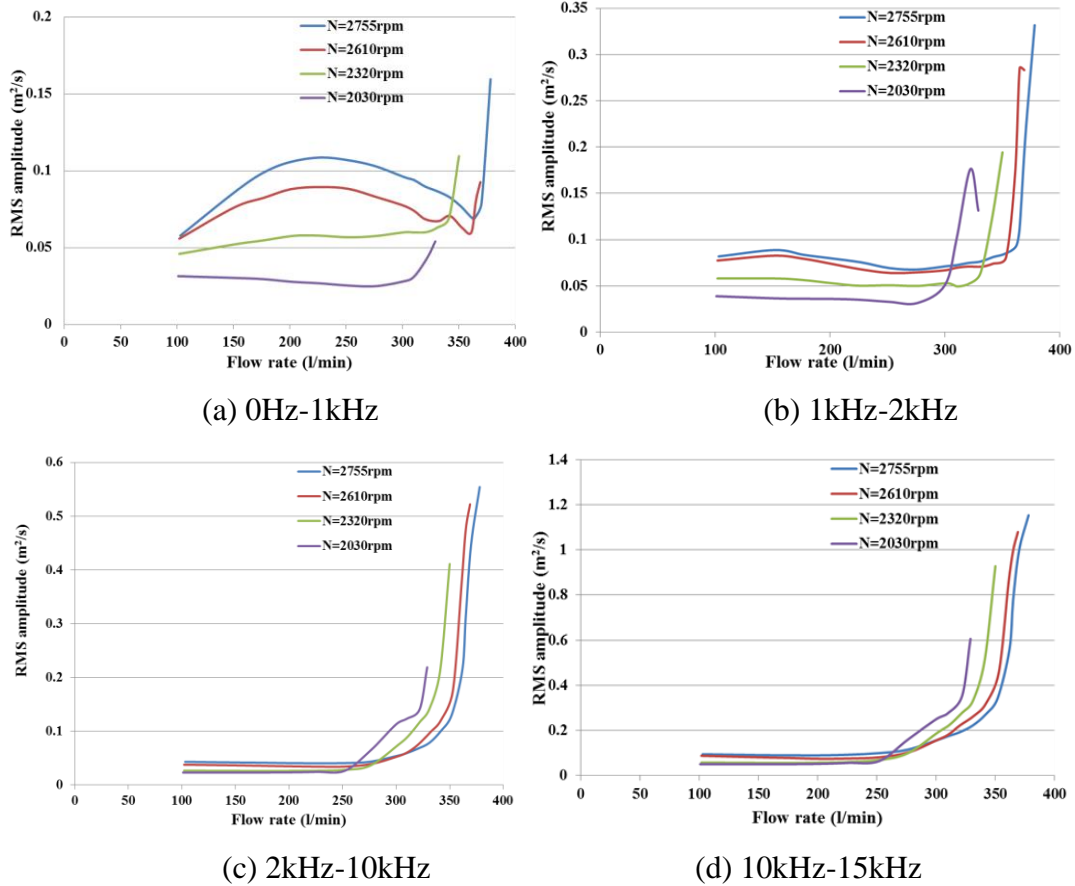 0.2
0.15
0.1
0.05
0
0 50 100 150 200 250 300 350 400
RMS amplitude (m²/s)
Flow rate (l/min)
N=2755rpm
N=2610rpm
N=2320rpm
N=2030rpm
(a) 0Hz-1kHz
0.35
0.3
0.25
0.2
0.15
0.1
0.05
0
0 100 200 300 400
RMS amplitude (m²/s)
Flow rate (l/min)
N=2755rpm
N=2610rpm
N=2320rpm
N=2030rpm
(b) 1kHz-2kHz
0.6
0.5
0.4
0.3
0.2
0.1
0
0 50 100 150 200 250 300 350 400
RMS amplitude (m²/s)
Flow rate (l/min)
N=2755rpm
N=2610rpm
N=2320rpm
N=2030rpm
(c) 2kHz-10kHz
1.4
1.2
1
0.8
0.6
0.4
0.2
0
0 50 100 150 200 250 300 350 400
RMS amplitude (m²/s)
Flow rate (l/min)
N=2755rpm
N=2610rpm
N=2320rpm
N=2030rpm
(d) 10kHz-15kHz